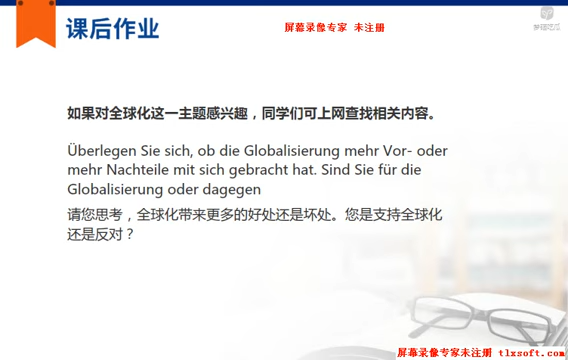 课后作业
屏幕录像专家 未注册
如果对全球化这一主题感兴趣，同学们可上网查找相关内容。
Überlegen Sie sich, ob die Globalisierung mehr Vor- oder
mehr Nachteile mit sich gebracht hat. Sind Sie für die
Globalisierung oder dagegen
请您思考，全球化带来更多的好处还是坏处。您是支持全球化
还是反对？
屏幕录像专家未注册 tlxsoft.com